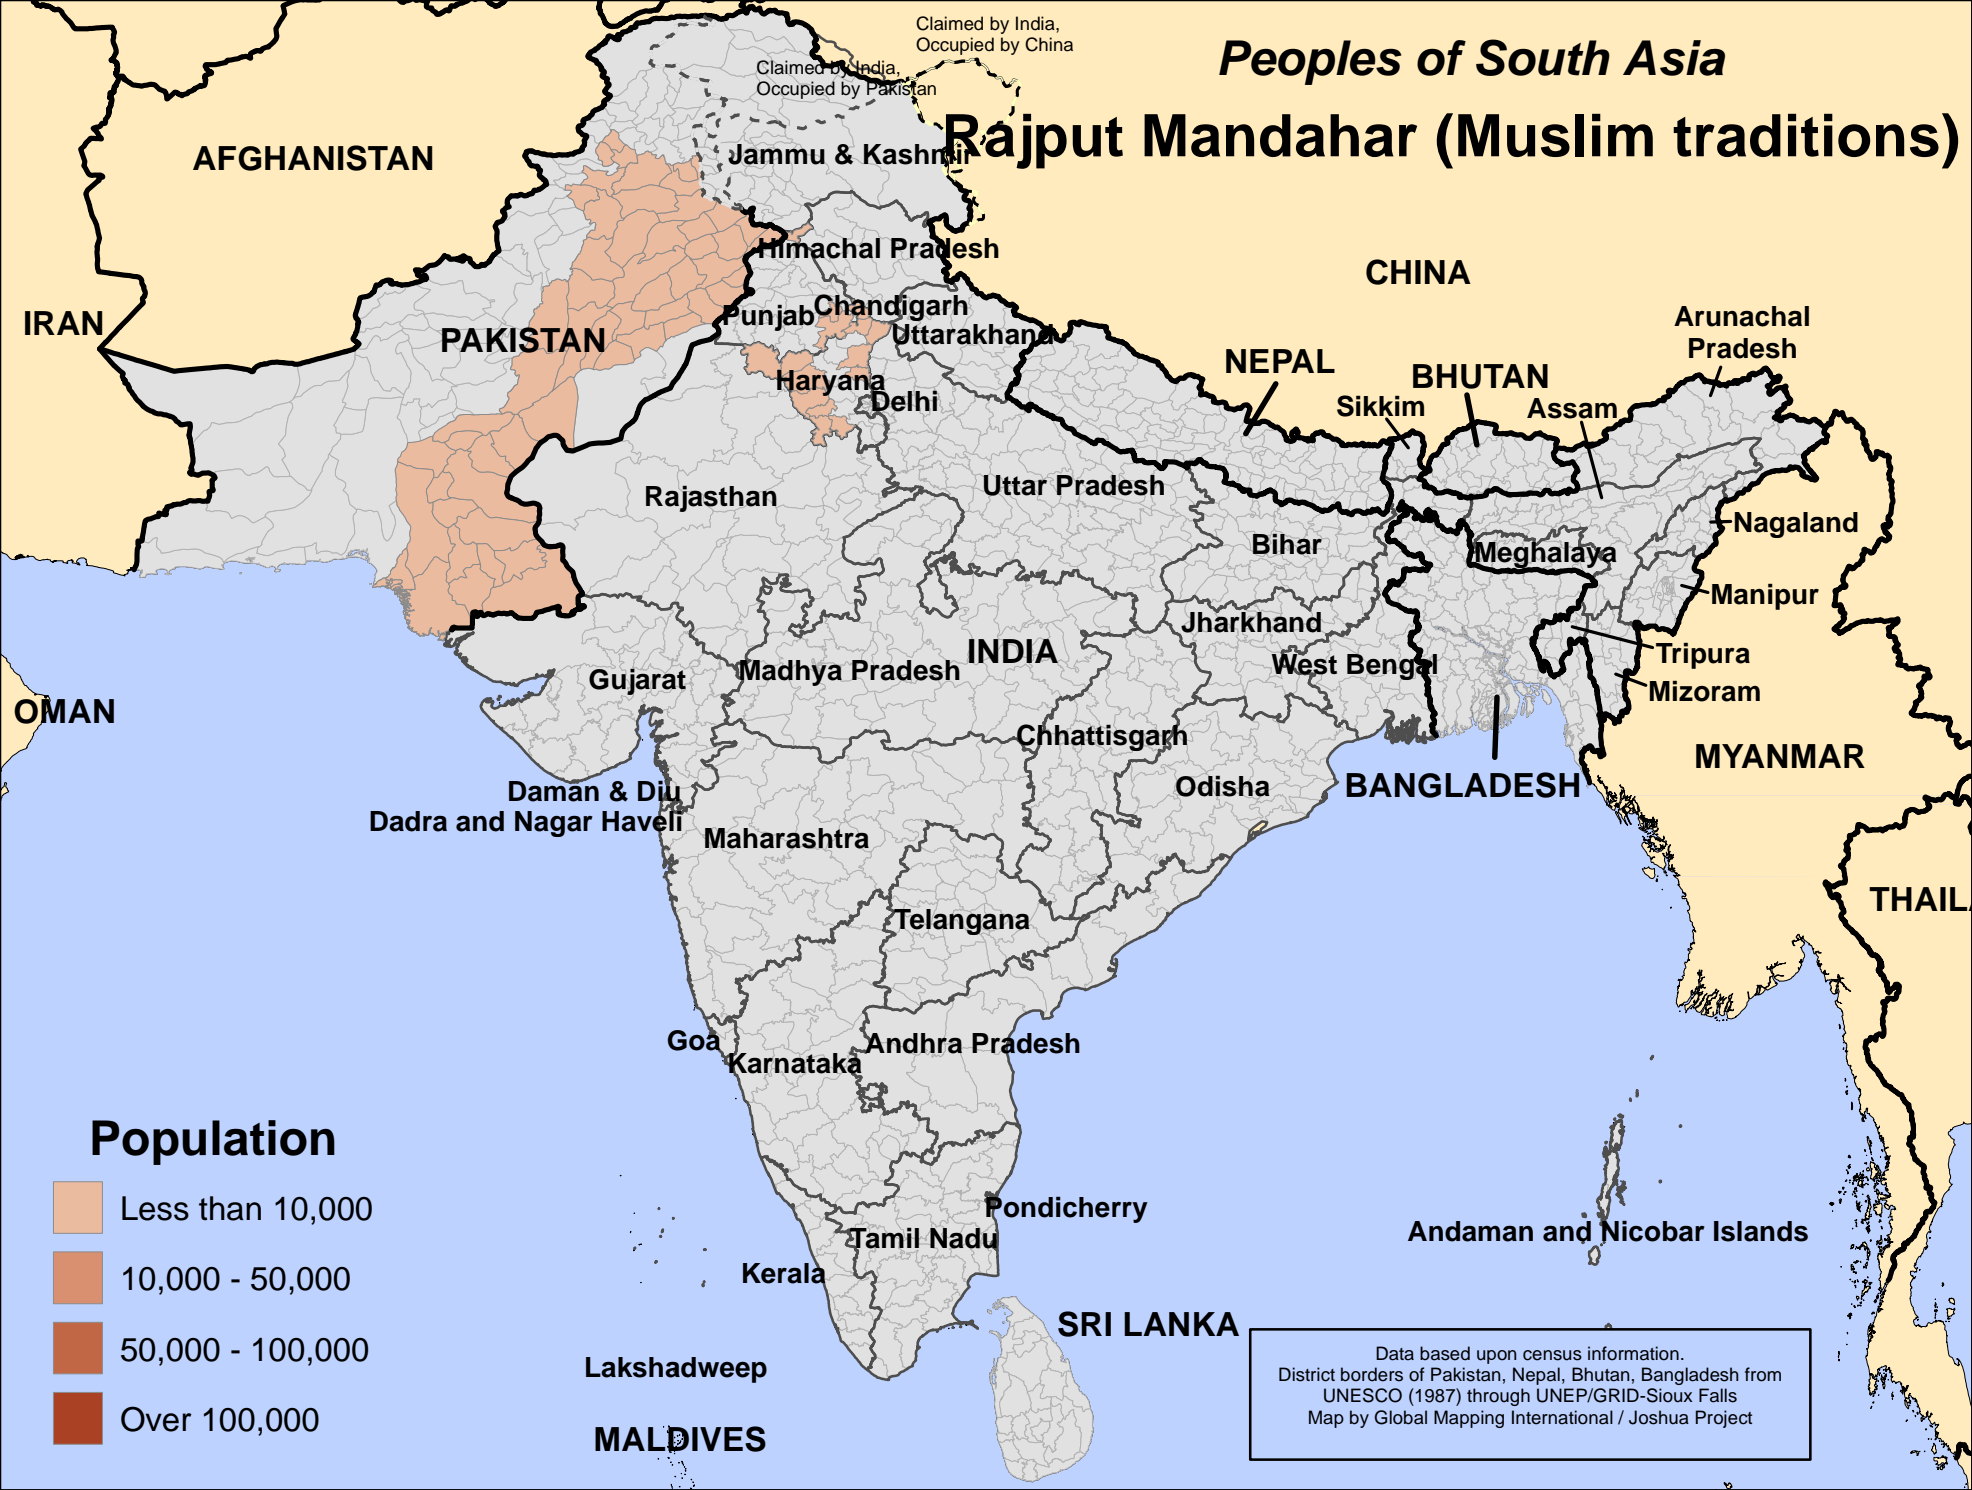 Claimed by India,
Occupied by China
Peoples of South Asia
Claimed by India,
Occupied by Pakistan
Rajput Mandahar (Muslim traditions)
AFGHANISTAN
Jammu & Kashmir
Himachal Pradesh
CHINA
IRAN
PAKISTAN
Punjab
Chandigarh
Uttarakhand
Arunachal
Pradesh
NEPAL
BHUTAN
Haryana
Delhi
Sikkim
Assam
Rajasthan
Uttar Pradesh
Nagaland
Bihar
Meghalaya
Manipur
Jharkhand
INDIA
Tripura
West Bengal
Madhya Pradesh
Gujarat
Mizoram
OMAN
Chhattisgarh
MYANMAR
Odisha
BANGLADESH
Daman & Diu
Dadra and Nagar Haveli
Maharashtra
THAIL
Telangana
Goa
Andhra Pradesh
Karnataka
Population
Less than 10,000
10,000 - 50,000
50,000 - 100,000
Over 100,000
Pondicherry
Andaman and Nicobar Islands
Tamil Nadu
Kerala
SRI LANKA
Lakshadweep
MALDIVES
Data based upon census information.
District borders of Pakistan, Nepal, Bhutan, Bangladesh from
UNESCO (1987) through UNEP/GRID-Sioux Falls
Map by Global Mapping International / Joshua Project